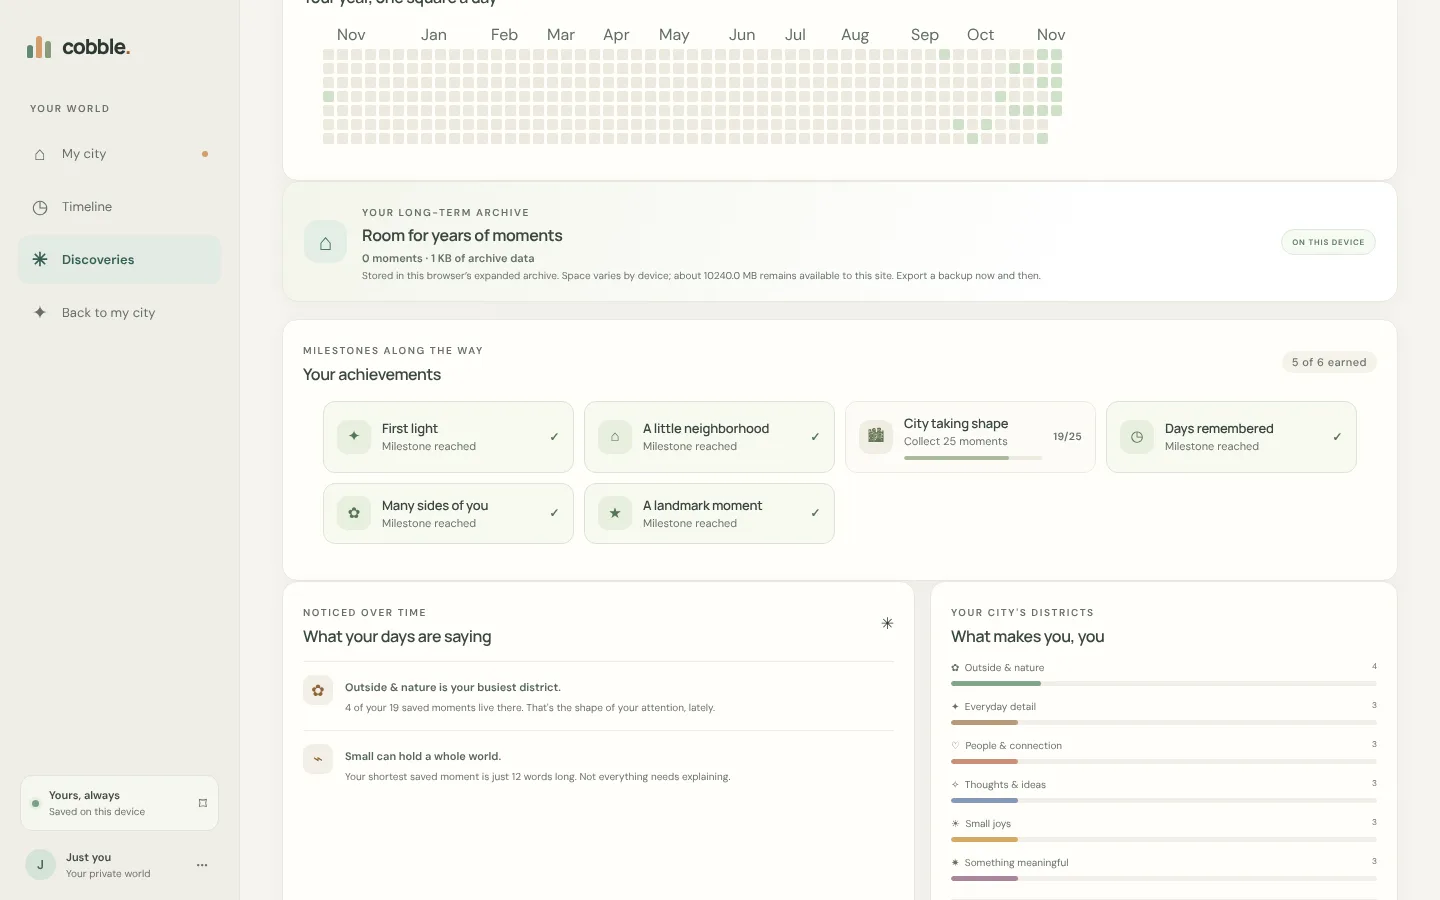 cobble.
YOUR WORLD
My city
Timeline
Discoveries
Back to my city
Yours, always
Saved on this device
J
Just you
Your private world
Your year, one square a day
Nov Jan Feb Mar Apr May Jun Jul Aug Sep Oct Nov
YOUR LONG-TERM ARCHIVE
Room for years of moments
0 moments · 1 KB of archive data
Stored in this browser's expanded archive. Space varies by device; about 10240.0 MB remains available to this site. Export a backup now and then.
ON THIS DEVICE
MILESTONES ALONG THE WAY
Your achievements
5 of 6 earned
First light
Milestone reached
A little neighborhood
Milestone reached
City taking shape
Collect 25 moments
19/25
Days remembered
Milestone reached
Many sides of you
Milestone reached
A landmark moment
Milestone reached
NOTICED OVER TIME
What your days are saying
Outside & nature is your busiest district.
4 of your 19 saved moments live there. That's the shape of your attention, lately.
Small can hold a whole world.
Your shortest saved moment is just 12 words long. Not everything needs explaining.
YOUR CITY'S DISTRICTS
What makes you, you
Outside & nature 4
Everyday detail 3
People & connection 3
Thoughts & ideas 3
Small joys 3
Something meaningful 3